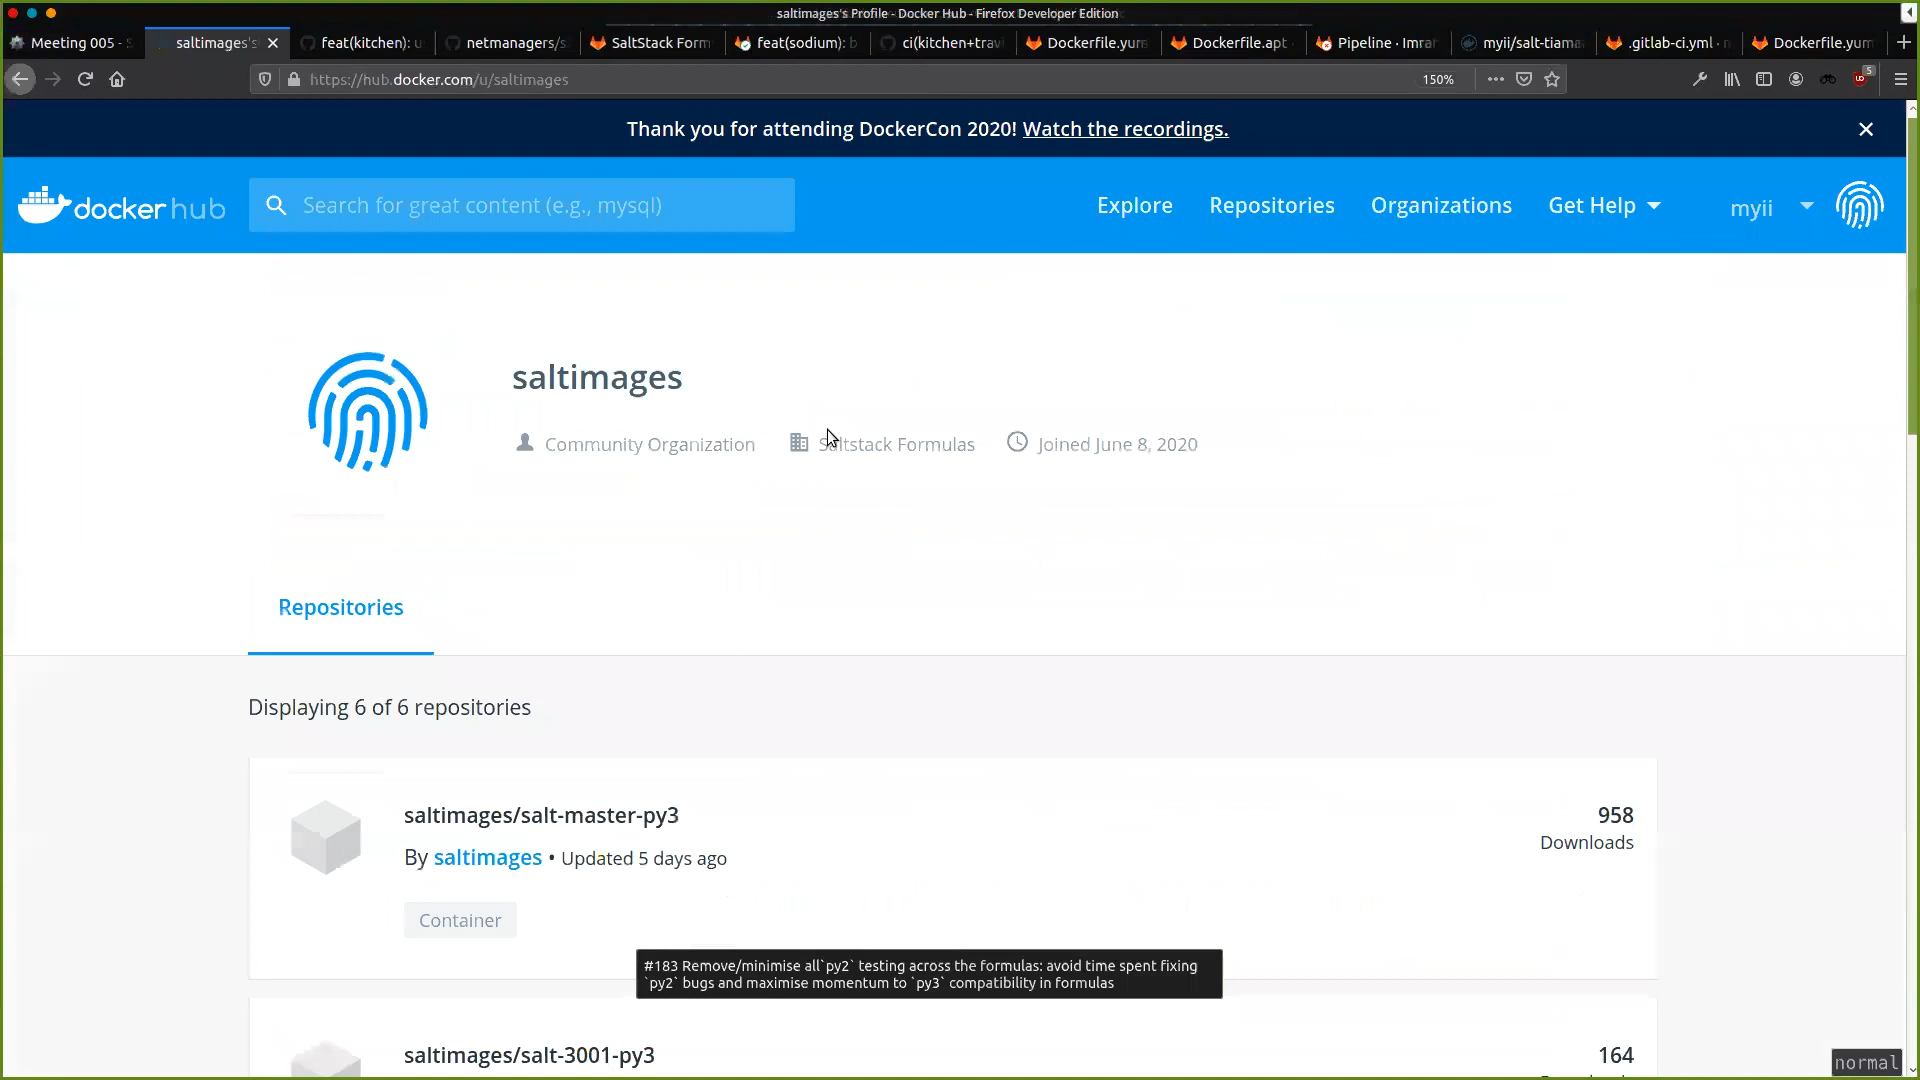 saltimages's Profile - Docker Hub - Firefox Developer Edition
Meeting 005 -
saltimages's
feat(kitchen): u
netmanagers/s
SaltStack Form
feat(sodium): b
ci(kitchen+travi
Dockerfile.yum
Dockerfile.apt
Pipeline · Imran
myii/salt-tiama
.gitlab-ci.yml ·
Dockerfile.yum
https://hub.docker.com/u/saltimages
150%
5
Thank you for attending DockerCon 2020! Watch the recordings.
docker hub
Search for great content (e.g., mysql)
Explore
Repositories
Organizations
Get Help
myii
saltimages
Community Organization
Saltstack Formulas
Joined June 8, 2020
Repositories
Displaying 6 of 6 repositories
saltimages/salt-master-py3
958
Downloads
By saltimages • Updated 5 days ago
Container
#183 Remove/minimise all`py2` testing across the formulas: avoid time spent fixing
`py2` bugs and maximise momentum to `py3` compatibility in formulas
saltimages/salt-3001-py3
164
normal